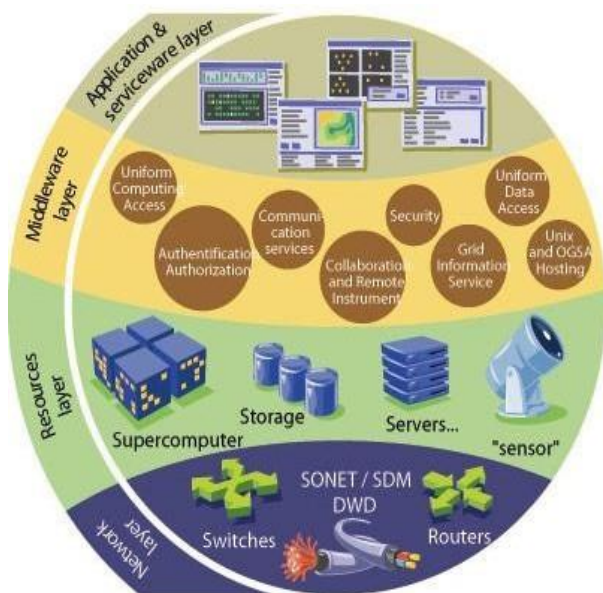 Application &
serviceware layer
Middleware
layer
Uniform
Computing
Access
Authentification
Authorization
Communi-
cation
services
Collaboration
and Remote
Instrument
Security
Grid
Information
Service
Uniform
Data
Access
Unix
and OGSA
Hosting
Resources
layer
Supercomputer
Storage
Servers...
"sensor"
Network
layer
Switches
SONET / SDM
DWD
Routers